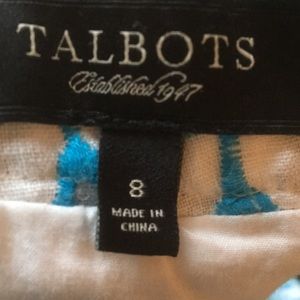 TALBOTS
Established 1947
8
MADE IN
CHINA